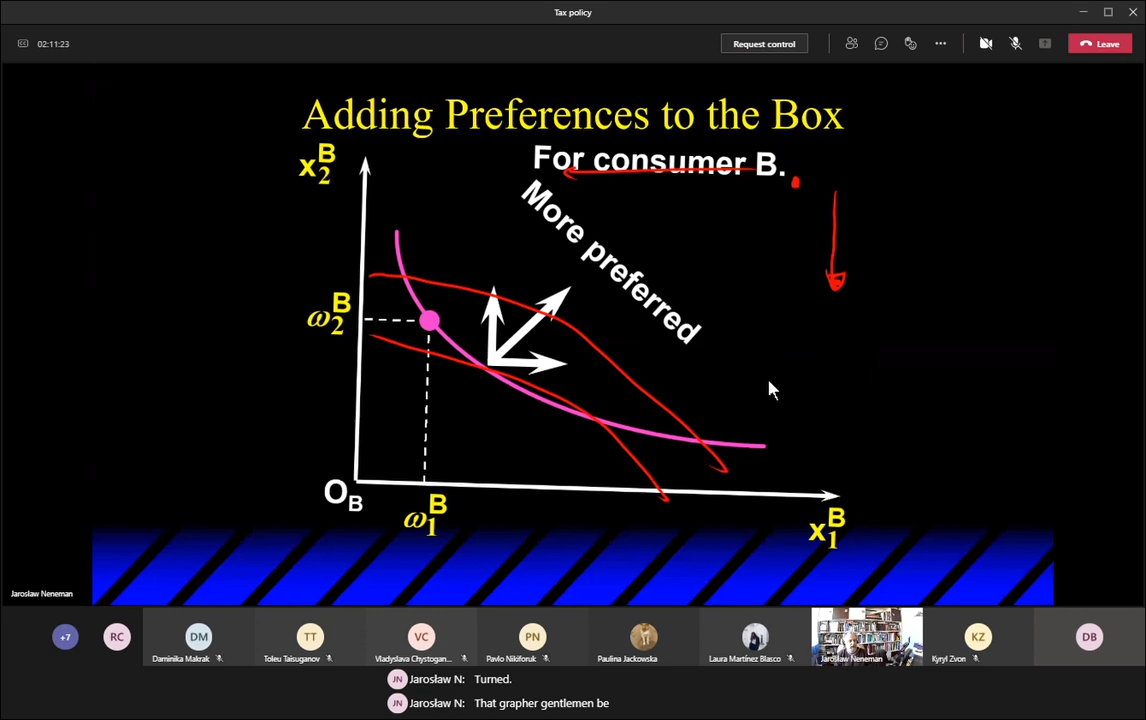 Tax policy
02:11:23
Request control
Leave
Adding Preferences to the Box
For consumer B.
More preferred
x₂ᴮ
ω₂ᴮ
Oᴮ
ω₁ᴮ
x₁ᴮ
Jarosław Neneman
+7
RC
DM
TT
VC
PN
KZ
DB
Daminika Makrak
Toleu Taisuganov
Vladyslava Chystogan...
Pavlo Nikiforuk
Paulina Jackowska
Laura Martínez Blasco
Jarosław Neneman
Kyryl Zvon
JN Jarosław N: Turned.
JN Jarosław N: That grapher gentlemen be